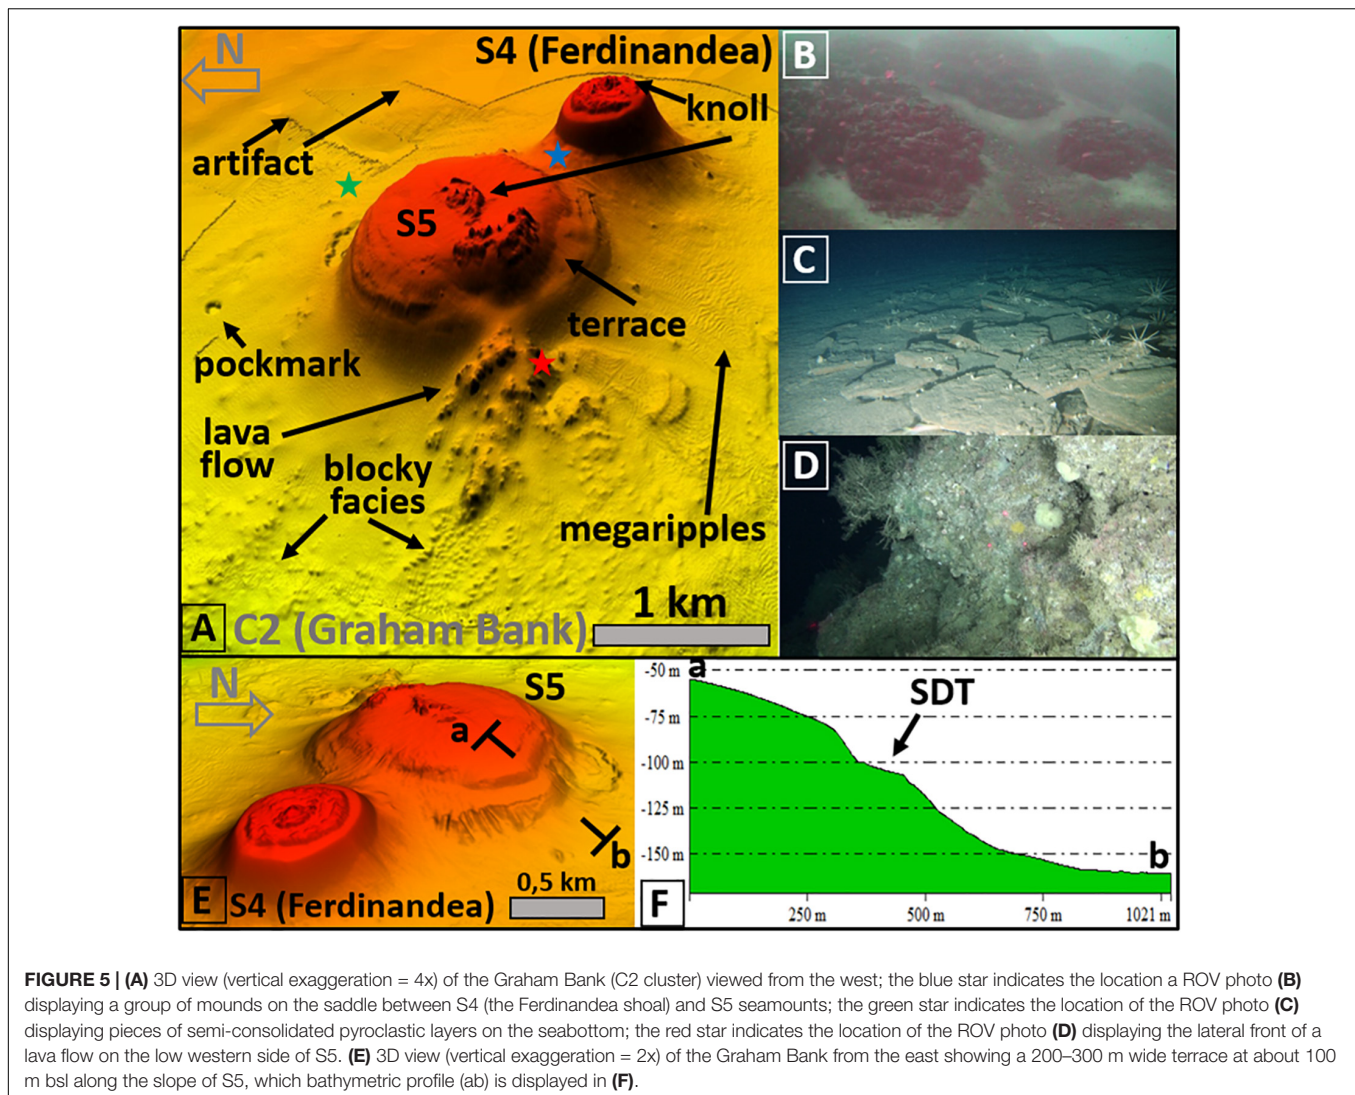 N
S4 (Ferdinandea)
knoll
artifact
S5
terrace
pockmark
lava
flow
blocky
facies
megaripples
1 km
A
C2 (Graham Bank)
B
C
D
N
S5
a
b
0,5 km
E
S4 (Ferdinandea)
a
-50 m
SDT
-75 m
-100 m
-125 m
-150 m
b
F
250 m
500 m
750 m
1021 m
FIGURE 5 | (A) 3D view (vertical exaggeration = 4x) of the Graham Bank (C2 cluster) viewed from the west; the blue star indicates the location a ROV photo (B)
displaying a group of mounds on the saddle between S4 (the Ferdinandea shoal) and S5 seamounts; the green star indicates the location of the ROV photo (C)
displaying pieces of semi-consolidated pyroclastic layers on the seabottom; the red star indicates the location of the ROV photo (D) displaying the lateral front of a
lava flow on the low western side of S5. (E) 3D view (vertical exaggeration = 2x) of the Graham Bank from the east showing a 200–300 m wide terrace at about 100
m bsl along the slope of S5, which bathymetric profile (ab) is displayed in (F).